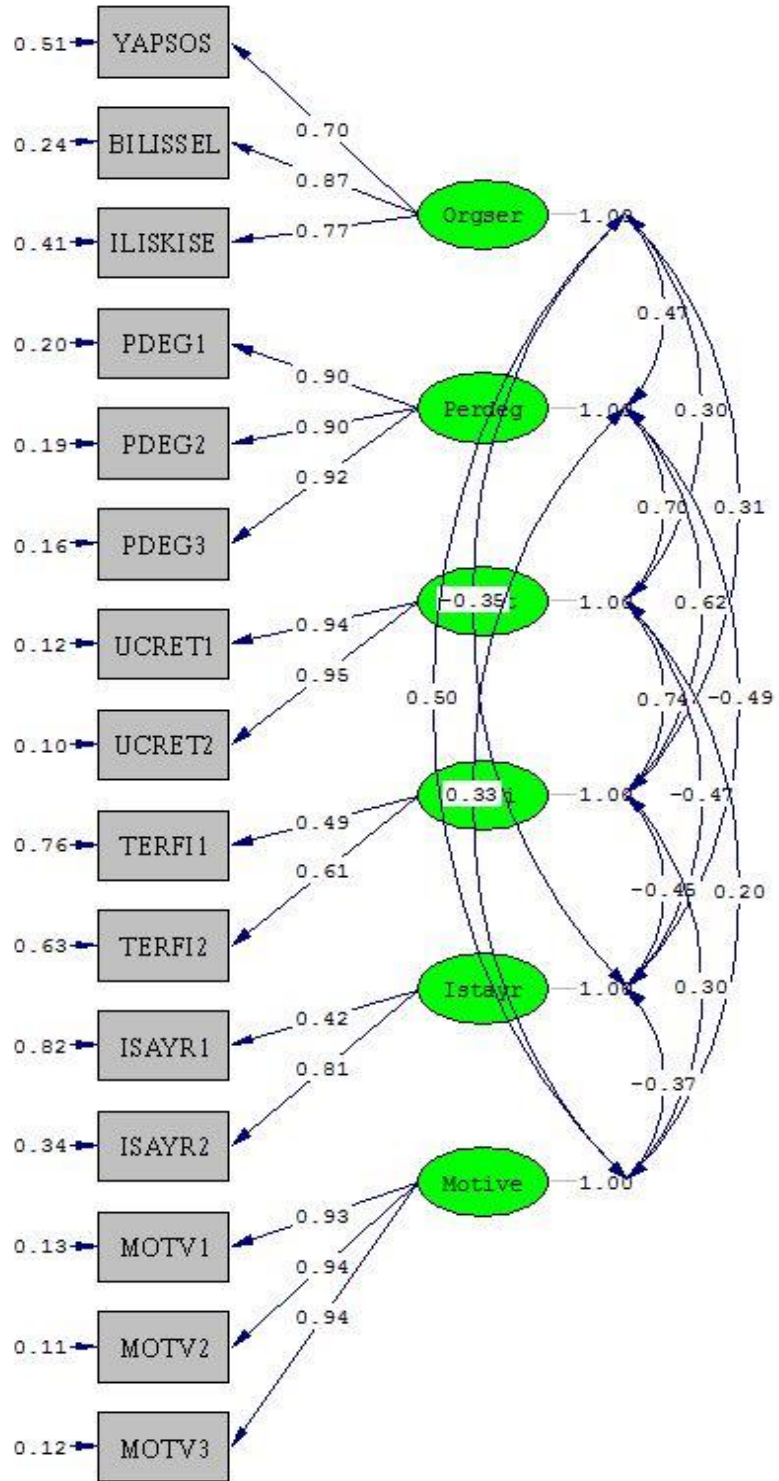 0.51 YAPSOS
0.70
0.24 BILISSEL
0.87
Orgser 1.00
0.41 ILISKISE
0.77
0.47
0.20 PDEG1
0.90
Perdeg 1.00
0.30
0.19 PDEG2
0.90
0.92
0.70 0.31
0.16 PDEG3
-0.35 1.00 0.62
0.12 UCRET1
0.94
0.95
0.50 0.74 -0.49
0.10 UCRET2
0.33 1.00 -0.47
0.49
0.76 TERFI1
0.61
-0.45 0.20
0.63 TERFI2
Istayr 1.00 0.30
0.42
0.82 ISAYR1
0.81
-0.37
0.34 ISAYR2
Motive 1.00
0.93
0.13 MOTV1
0.94
0.94
0.11 MOTV2
0.12 MOTV3